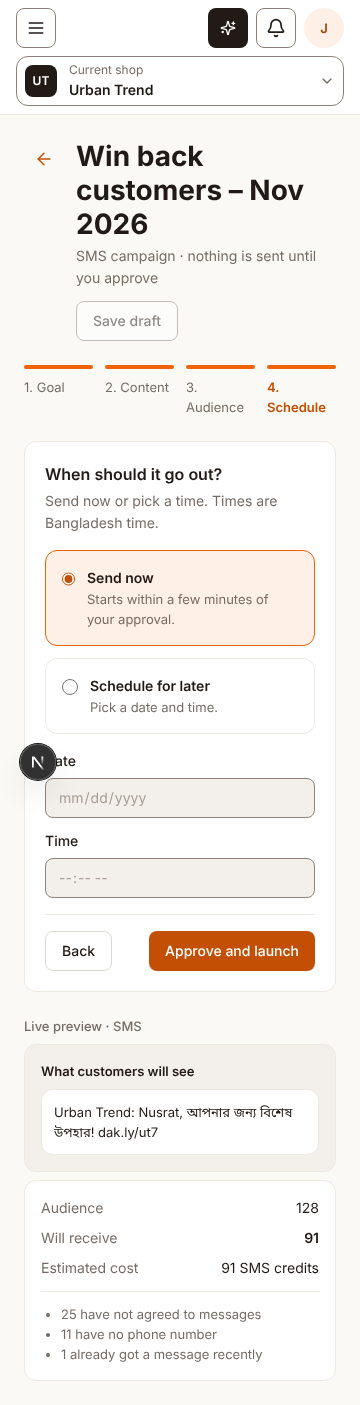 J
UT
Current shop
Urban Trend
Win back
customers – Nov
2026
SMS campaign · nothing is sent until
you approve
Save draft
1. Goal
2. Content
3.
Audience
4.
Schedule
When should it go out?
Send now or pick a time. Times are
Bangladesh time.
Send now
Starts within a few minutes of
your approval.
Schedule for later
Pick a date and time.
N
ate
mm/dd/yyyy
Time
--:-- --
Back
Approve and launch
Live preview · SMS
What customers will see
Urban Trend: Nusrat, আপনার জন্য বিশেষ
উপহার! dak.ly/ut7
Audience
128
Will receive
91
Estimated cost
91 SMS credits
• 25 have not agreed to messages
• 11 have no phone number
• 1 already got a message recently